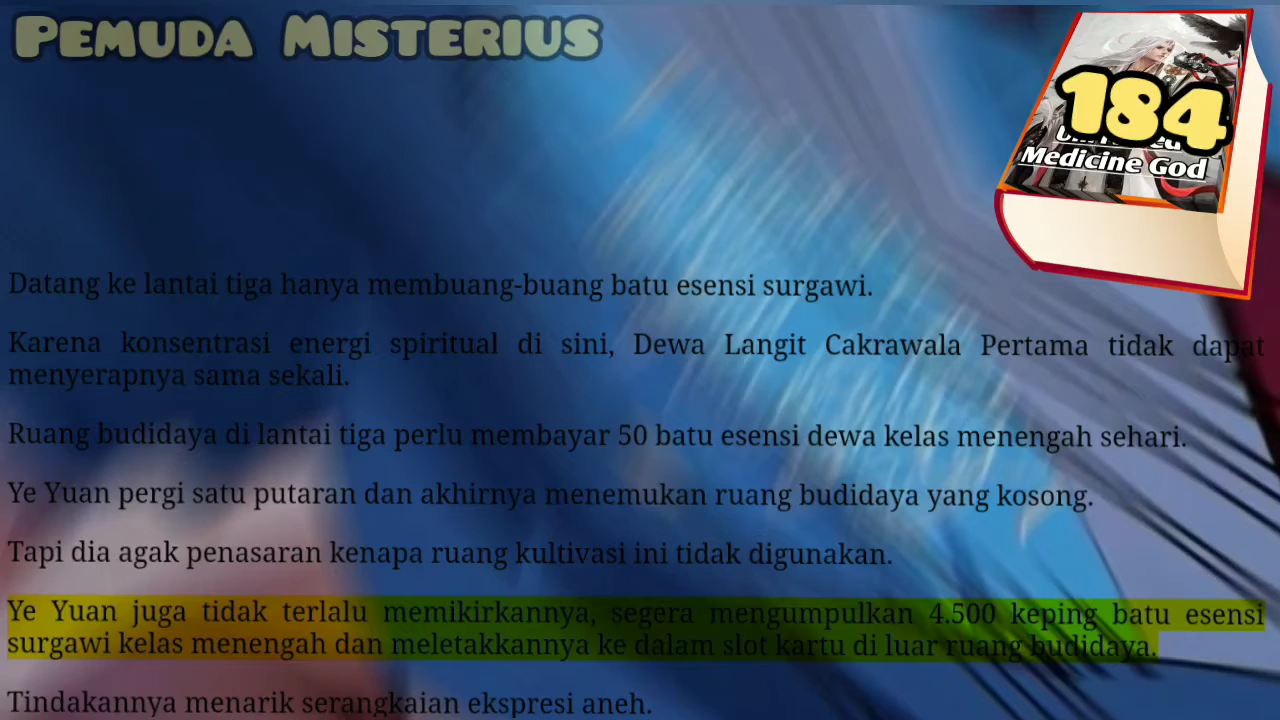 Pemuda Misterius
184
Medicine God
Datang ke lantai tiga hanya membuang-buang batu esensi surgawi.
Karena konsentrasi energi spiritual di sini, Dewa Langit Cakrawala Pertama tidak dapat
menyerapnya sama sekali.
Ruang budidaya di lantai tiga perlu membayar 50 batu esensi dewa kelas menengah sehari.
Ye Yuan pergi satu putaran dan akhirnya menemukan ruang budidaya yang kosong.
Tapi dia agak penasaran kenapa ruang kultivasi ini tidak digunakan.
Ye Yuan juga tidak terlalu memikirkannya, segera mengumpulkan 4.500 keping batu esensi
surgawi kelas menengah dan meletakkannya ke dalam slot kartu di luar ruang budidaya.
Tindakannya menarik serangkaian ekspresi aneh.